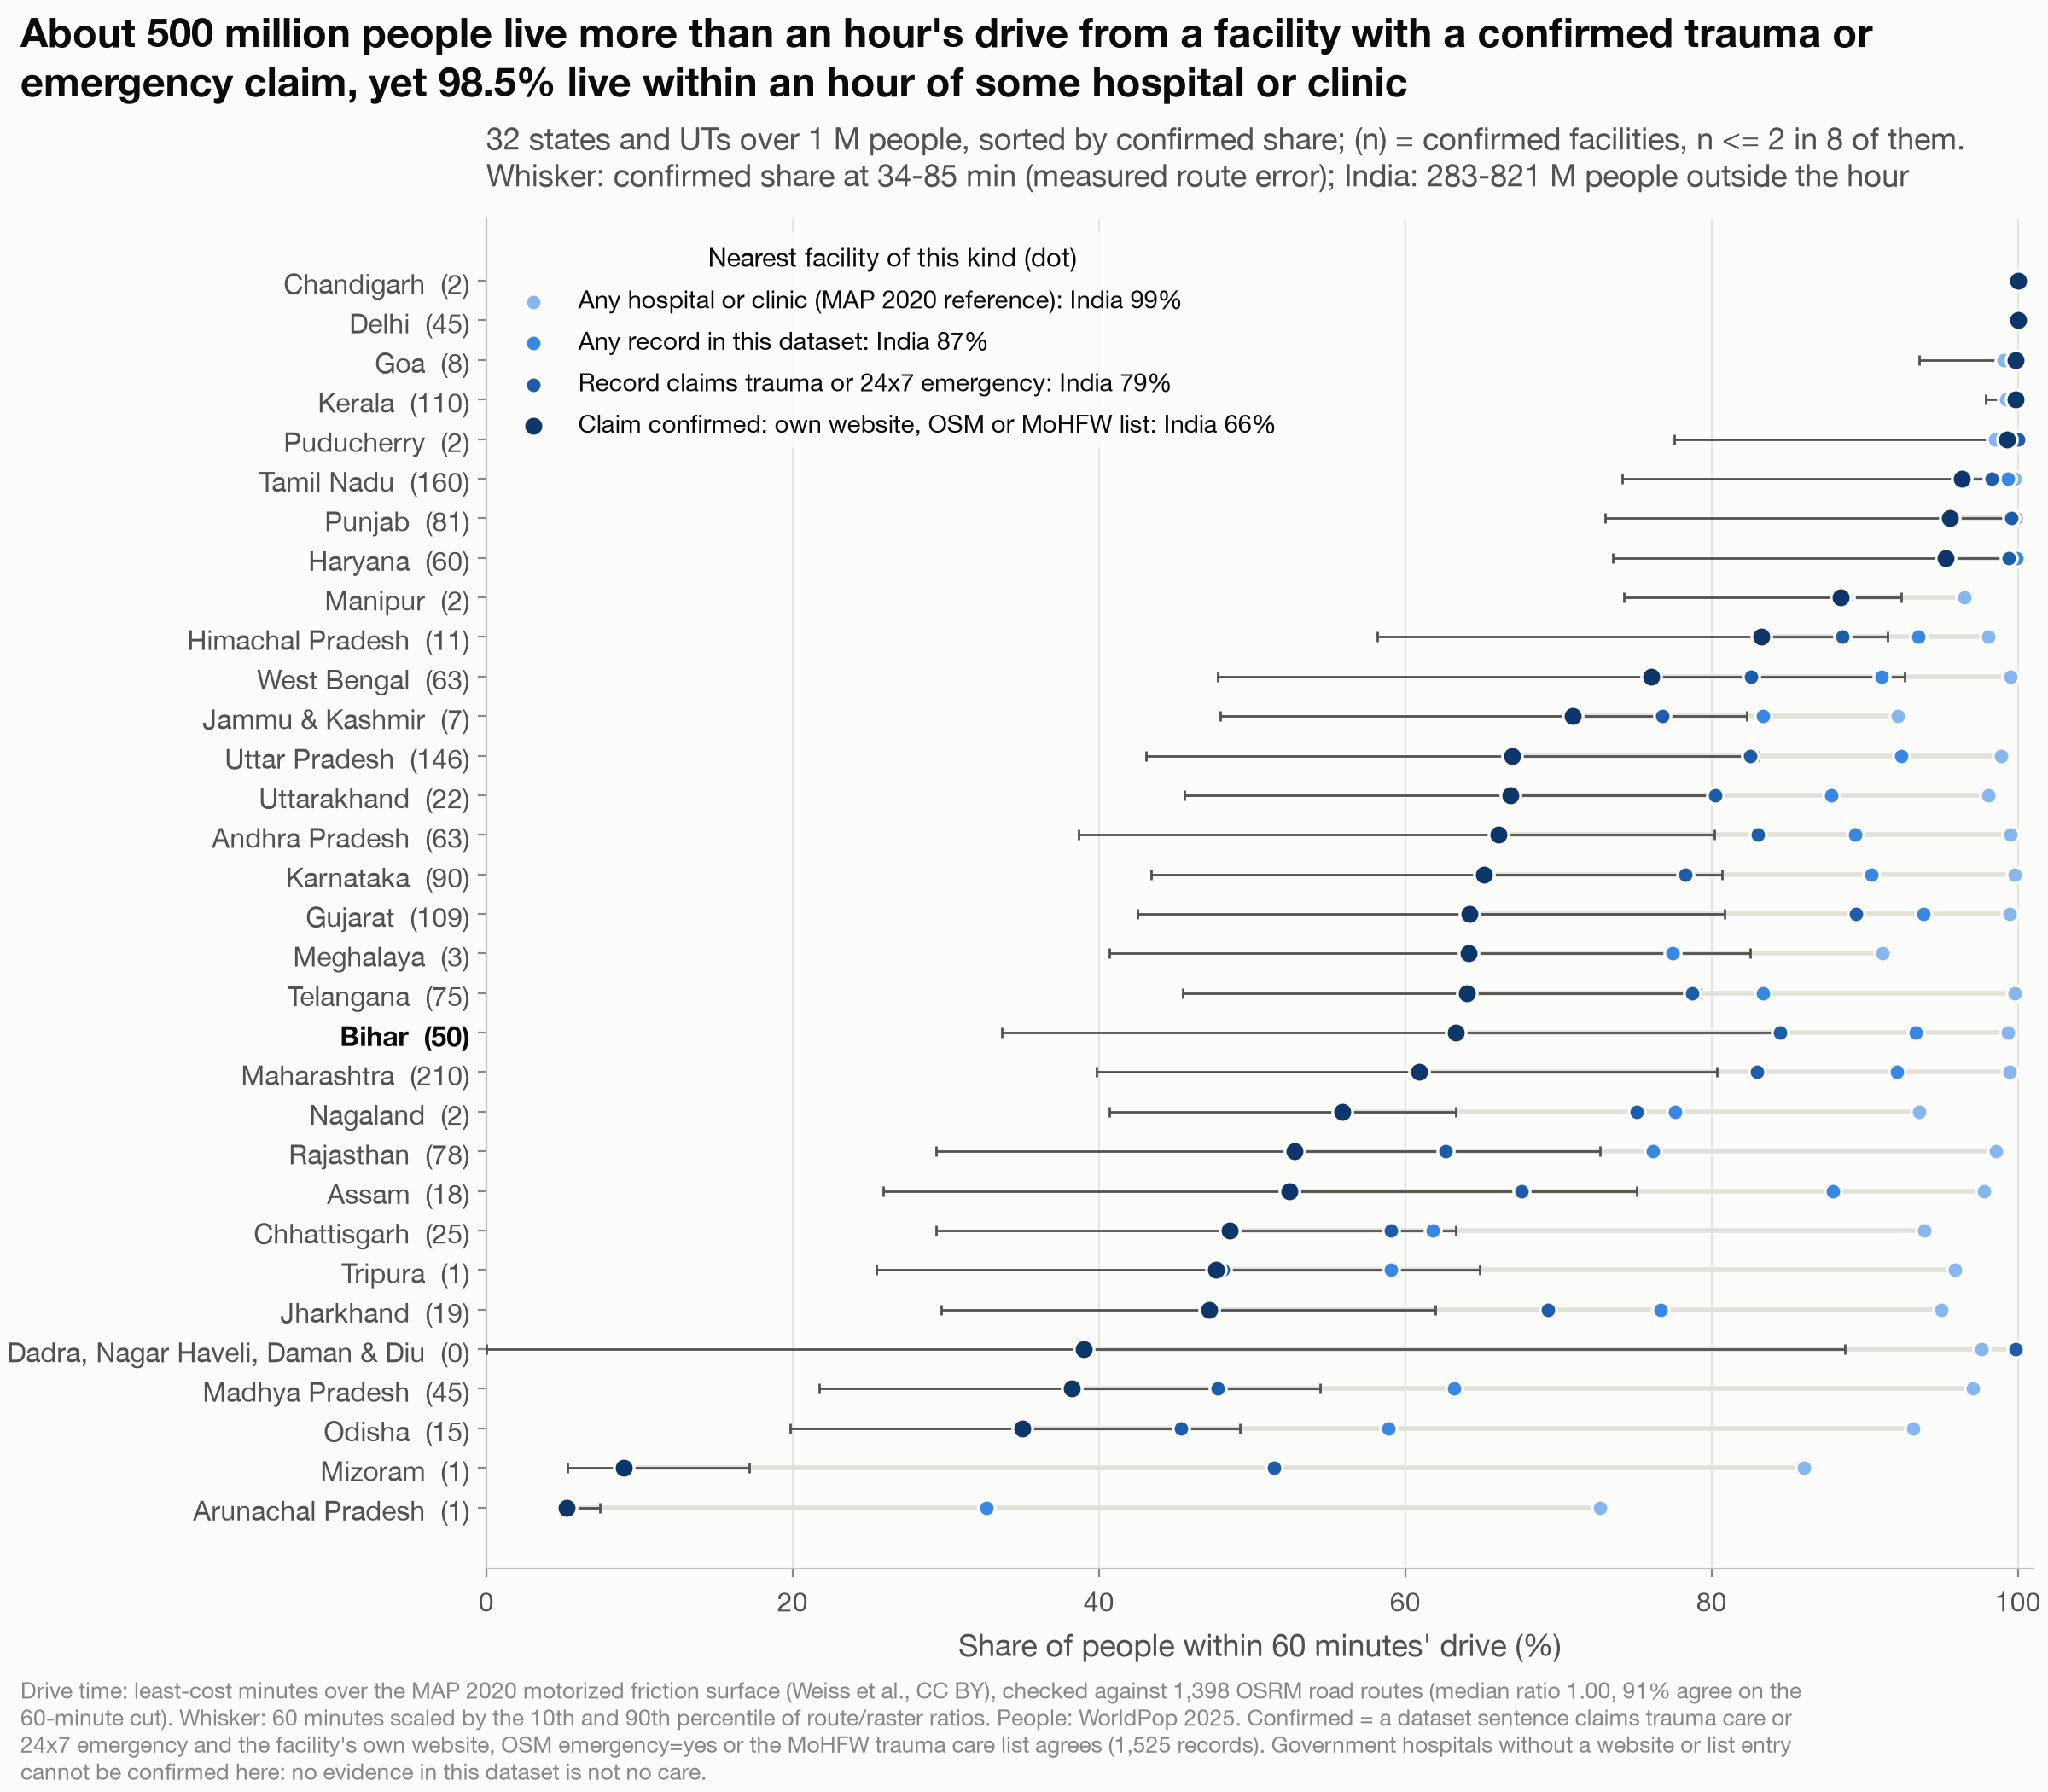 About 500 million people live more than an hour's drive from a facility with a confirmed trauma or
emergency claim, yet 98.5% live within an hour of some hospital or clinic
32 states and UTs over 1 M people, sorted by confirmed share; (n) = confirmed facilities, n <= 2 in 8 of them.
Whisker: confirmed share at 34-85 min (measured route error); India: 283-821 M people outside the hour
Nearest facility of this kind (dot)
Any hospital or clinic (MAP 2020 reference): India 99%
Any record in this dataset: India 87%
Record claims trauma or 24x7 emergency: India 79%
Claim confirmed: own website, OSM or MoHFW list: India 66%
Chandigarh (2)
Delhi (45)
Goa (8)
Kerala (110)
Puducherry (2)
Tamil Nadu (160)
Punjab (81)
Haryana (60)
Manipur (2)
Himachal Pradesh (11)
West Bengal (63)
Jammu & Kashmir (7)
Uttar Pradesh (146)
Uttarakhand (22)
Andhra Pradesh (63)
Karnataka (90)
Gujarat (109)
Meghalaya (3)
Telangana (75)
Bihar (50)
Maharashtra (210)
Nagaland (2)
Rajasthan (78)
Assam (18)
Chhattisgarh (25)
Tripura (1)
Jharkhand (19)
Dadra, Nagar Haveli, Daman & Diu (0)
Madhya Pradesh (45)
Odisha (15)
Mizoram (1)
Arunachal Pradesh (1)
0 20 40 60 80 100
Share of people within 60 minutes' drive (%)
Drive time: least-cost minutes over the MAP 2020 motorized friction surface (Weiss et al., CC BY), checked against 1,398 OSRM road routes (median ratio 1.00, 91% agree on the
60-minute cut). Whisker: 60 minutes scaled by the 10th and 90th percentile of route/raster ratios. People: WorldPop 2025. Confirmed = a dataset sentence claims trauma care or
24x7 emergency and the facility's own website, OSM emergency=yes or the MoHFW trauma care list agrees (1,525 records). Government hospitals without a website or list entry
cannot be confirmed here: no evidence in this dataset is not no care.